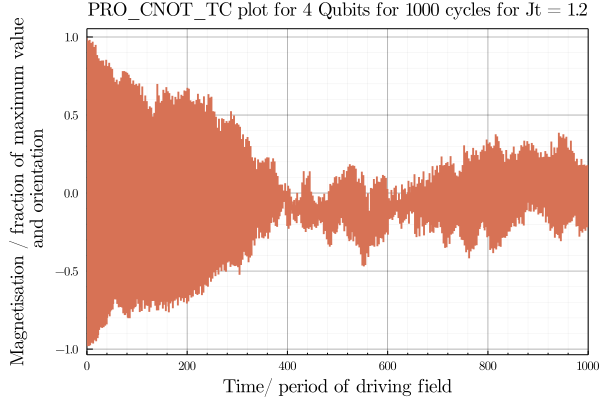 PRO_CNOT_TC plot for 4 Qubits for 1000 cycles for Jt = 1.2
Magnetisation / fraction of maximum value
and orientation
1.0
0.5
0.0
−0.5
−1.0
0
200
400
600
800
1000
Time/ period of driving field